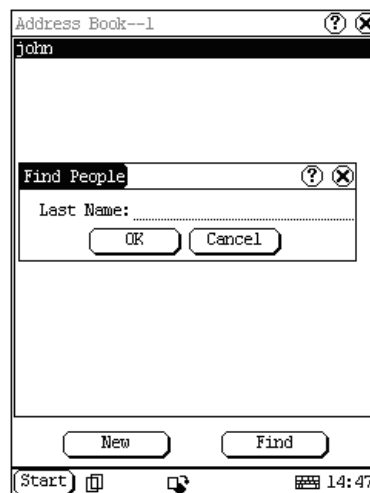 Address Book--1
john
Find People
Last Name:
OK Cancel
New Find
Start 14:47